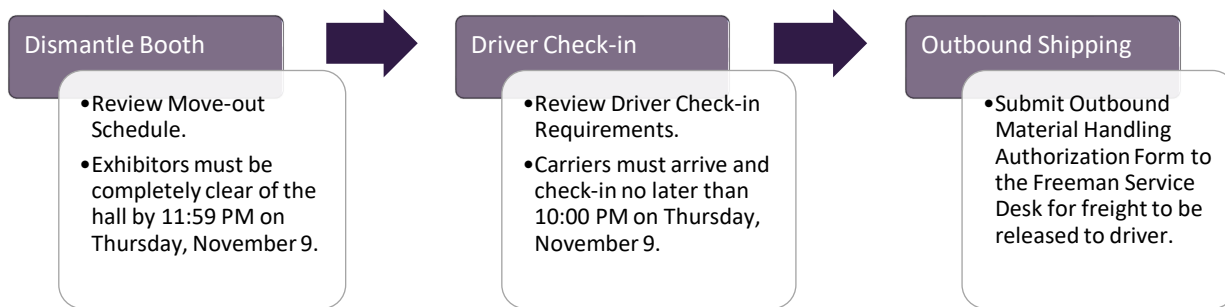 Dismantle Booth
•Review Move-out
Schedule.
•Exhibitors must be
completely clear of the
hall by 11:59 PM on
Thursday, November 9.
Driver Check-in
•Review Driver Check-in
Requirements.
•Carriers must arrive and
check-in no later than
10:00 PM on Thursday,
November 9.
Outbound Shipping
•Submit Outbound
Material Handling
Authorization Form to
the Freeman Service
Desk for freight to be
released to driver.